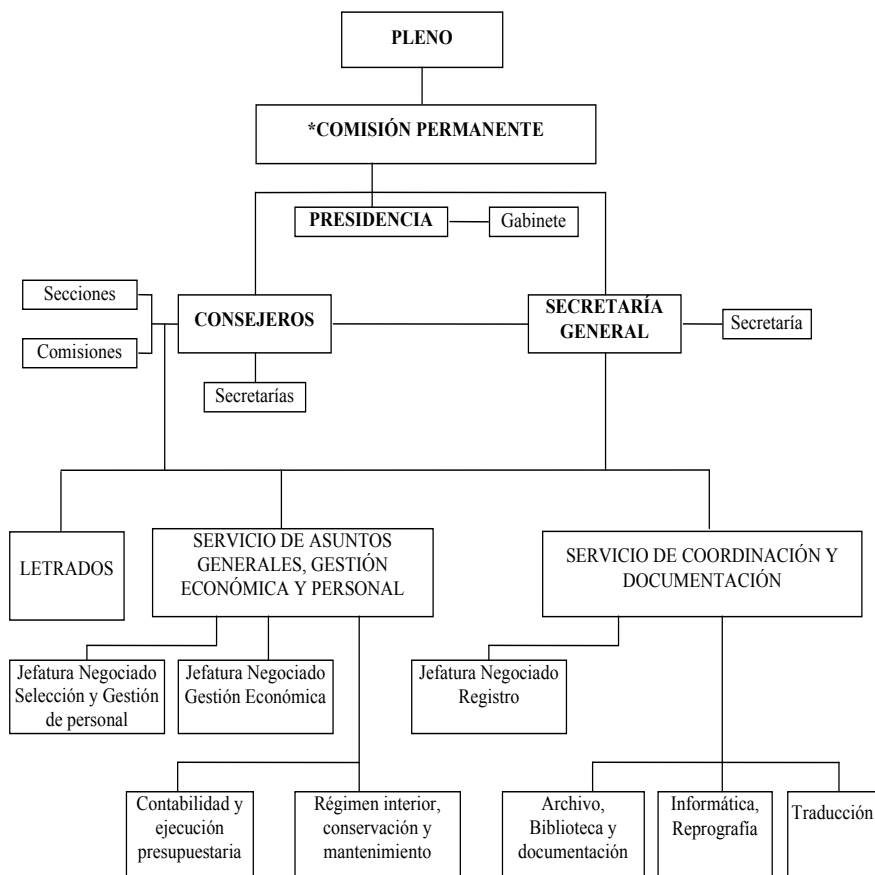 PLENO
*COMISIÓN PERMANENTE
PRESIDENCIA
Gabinete
Secciones
Comisiones
CONSEJEROS
SECRETARÍA
GENERAL
Secretaría
Secretarías
LETRADOS
SERVICIO DE ASUNTOS
GENERALES, GESTIÓN
ECONÓMICA Y PERSONAL
SERVICIO DE COORDINACIÓN Y
DOCUMENTACIÓN
Jefatura Negociado
Selección y Gestión
de personal
Jefatura Negociado
Gestión Económica
Jefatura Negociado
Registro
Contabilidad y
ejecución
presupuestaria
Régimen interior,
conservación y
mantenimiento
Archivo,
Biblioteca y
documentación
Informática,
Reprografía
Traducción